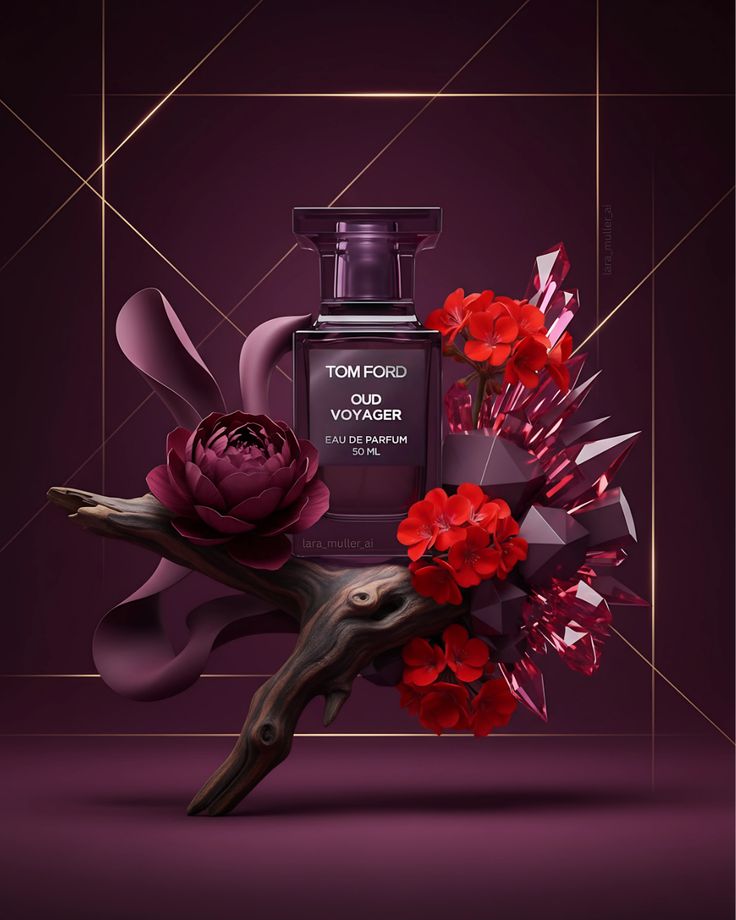 lara_muller_ai
TOM FORD
OUD
VOYAGER
EAU DE PARFUM
50 ML
lara_muller_ai